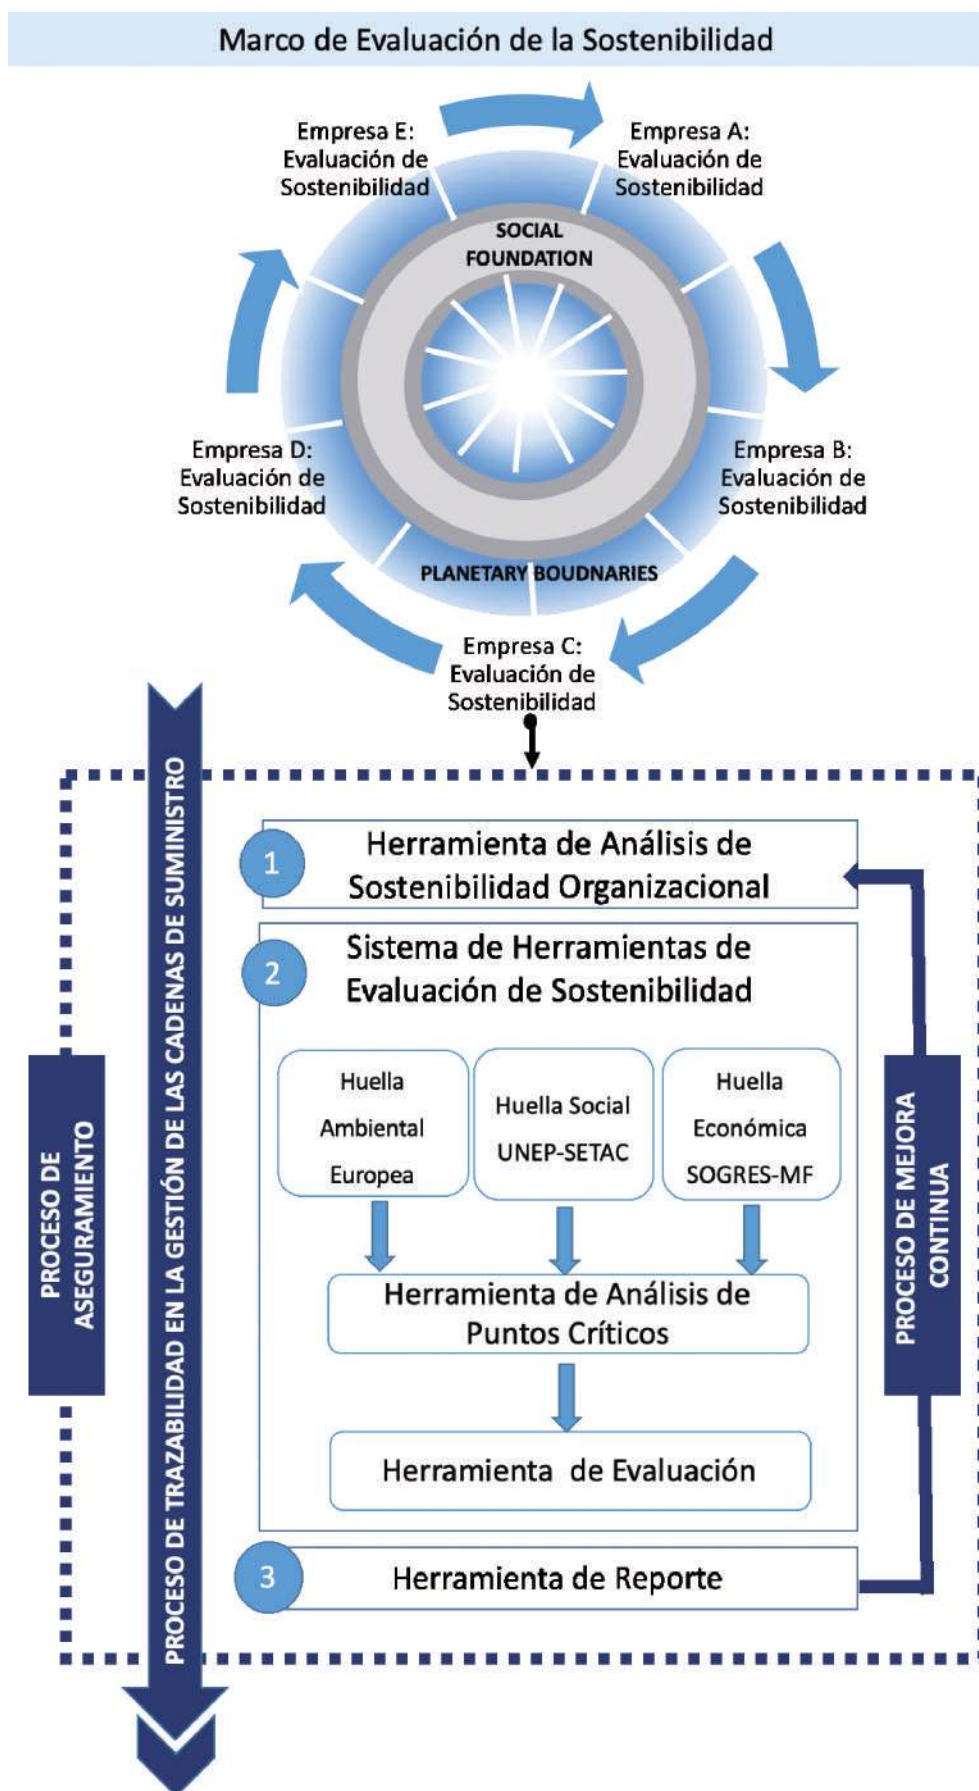 Marco de Evaluación de la Sostenibilidad
Empresa E:
Evaluación de
Sostenibilidad
Empresa A:
Evaluación de
Sostenibilidad
SOCIAL
FOUNDATION
Empresa D:
Evaluación de
Sostenibilidad
Empresa B:
Evaluación de
Sostenibilidad
PLANETARY BOUDNARIES
Empresa C:
Evaluación de
Sostenibilidad
PROCESO DE TRAZABILIDAD EN LA GESTIÓN DE LAS CADENAS DE SUMINISTRO
PROCESO DE
ASEGURAMIENTO
1
Herramienta de Análisis de
Sostenibilidad Organizacional
2
Sistema de Herramientas de
Evaluación de Sostenibilidad
Huella
Ambiental
Europea
Huella Social
UNEP-SETAC
Huella
Económica
SOGRES-MF
Herramienta de Análisis de
Puntos Críticos
Herramienta de Evaluación
3
Herramienta de Reporte
PROCESO DE MEJORA
CONTINUA